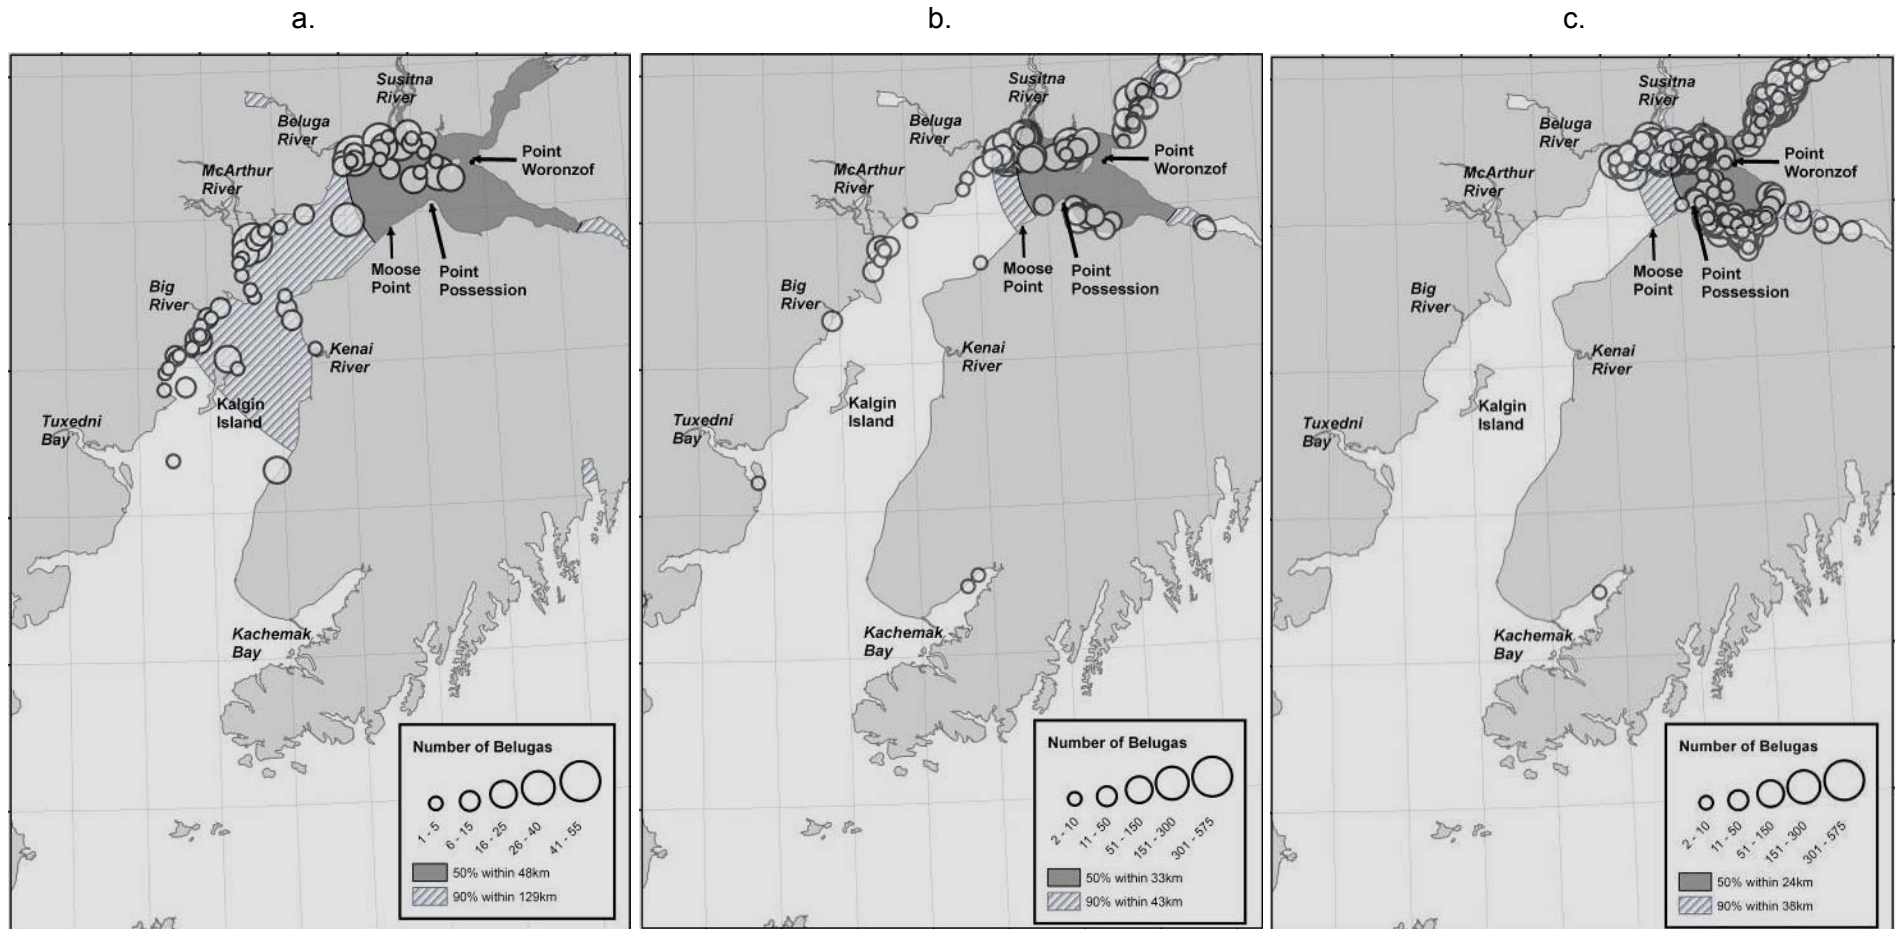 a.
Susitna
River
Beluga
River
Point
Woronzof
McArthur
River
Moose
Point
Point
Possession
Big
River
Kenai
River
Kalgin
Island
Tuxedni
Bay
Kachemak
Bay
Number of Belugas
1 - 5
6 - 15
16 - 25
26 - 40
41 - 55
50% within 48km
90% within 129km
b.
Susitna
River
Beluga
River
Point
Woronzof
McArthur
River
Moose
Point
Point
Possession
Big
River
Kenai
River
Kalgin
Island
Tuxedni
Bay
Kachemak
Bay
Number of Belugas
2 - 10
11 - 50
51 - 150
151 - 300
301 - 575
50% within 33km
90% within 43km
c.
Susitna
River
Beluga
River
Point
Woronzof
McArthur
River
Moose
Point
Point
Possession
Big
River
Kenai
River
Kalgin
Island
Tuxedni
Bay
Kachemak
Bay
Number of Belugas
2 - 10
11 - 50
51 - 150
151 - 300
301 - 575
50% within 24km
90% within 38km